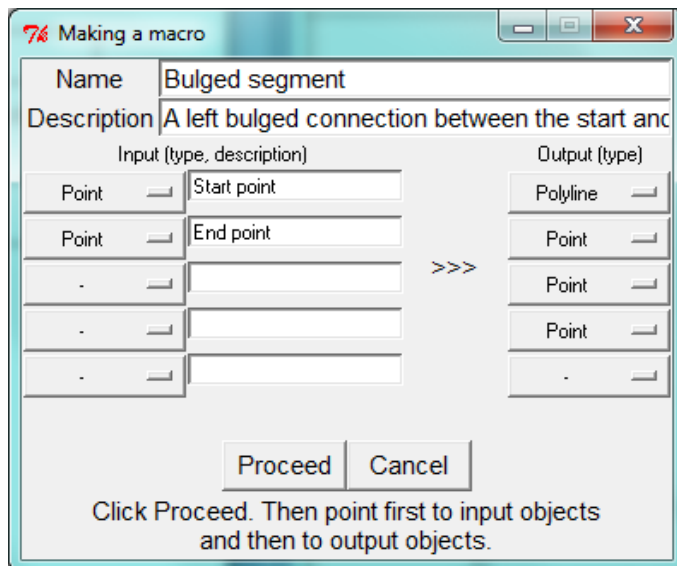 Making a macro
Name Bulged segment
Description A left bulged connection between the start and
Input (type, description) Output (type)
Point Start point Polyline
Point End point Point
>>>
- Point
- Point
- -
Proceed Cancel
Click Proceed. Then point first to input objects
and then to output objects.